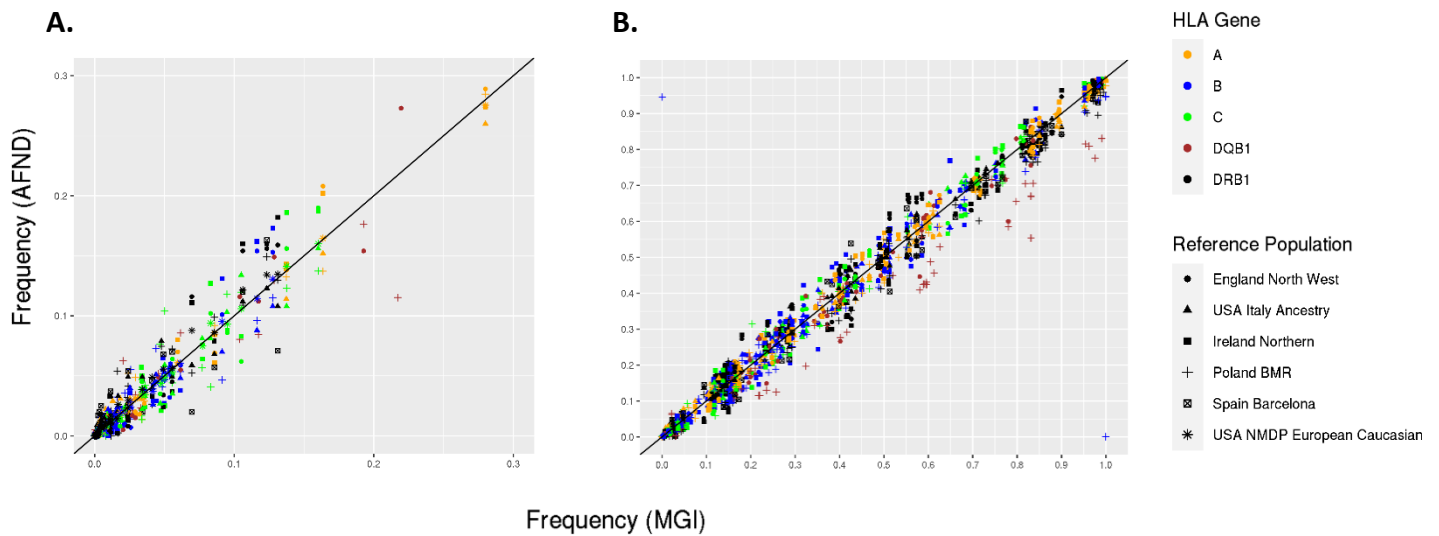 A.
B.
Frequency (AFND)
0.3
0.2
0.1
0.0
0.0 0.1 0.2 0.3
1.0
0.9
0.8
0.7
0.6
0.5
0.4
0.3
0.2
0.1
0.0
0.0 0.1 0.2 0.3 0.4 0.5 0.6 0.7 0.8 0.9 1.0
Frequency (MGI)
HLA Gene
A
B
C
DQB1
DRB1
Reference Population
England North West
USA Italy Ancestry
Ireland Northern
Poland BMR
Spain Barcelona
USA NMDP European Caucasian